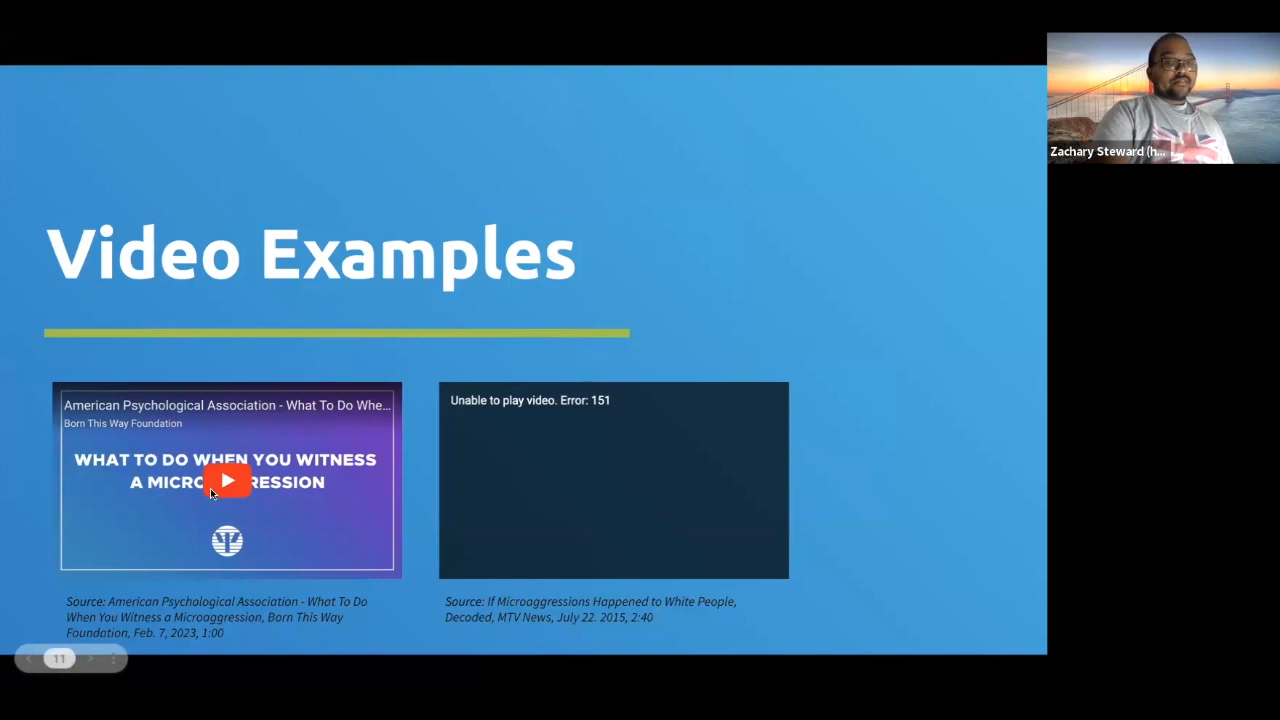 Zachary Steward (h...
Video Examples
American Psychological Association - What To Do Whe...
Born This Way Foundation
WHAT TO DO WHEN YOU WITNESS
A MICRO RESSION
Unable to play video. Error: 151
Source: American Psychological Association - What To Do
When You Witness a Microaggression, Born This Way
Foundation, Feb. 7, 2023, 1:00
Source: If Microaggressions Happened to White People,
Decoded, MTV News, July 22. 2015, 2:40
11